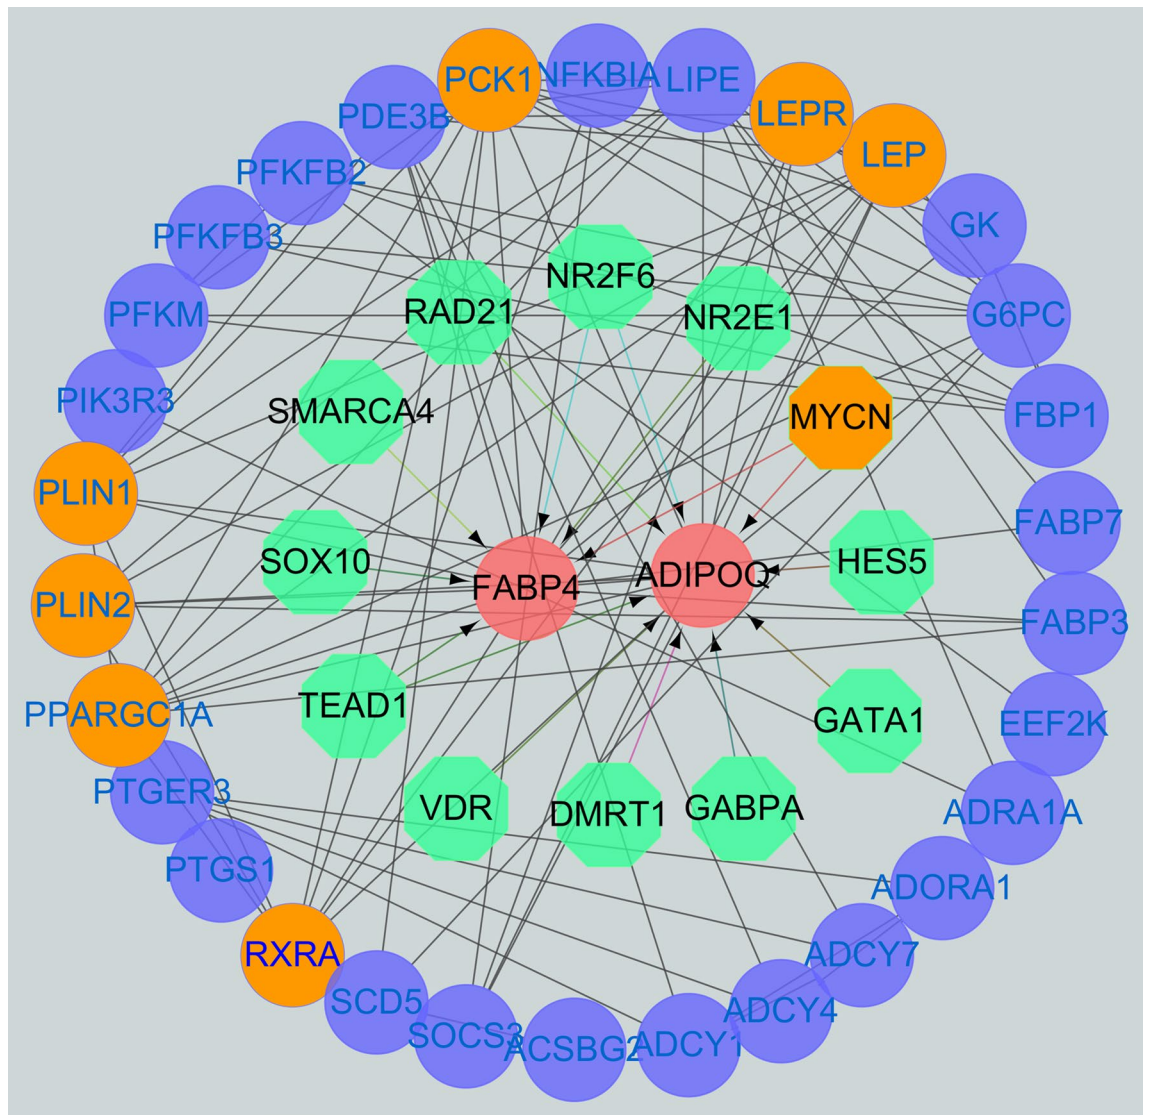 PCK1
NFKBIA
LIPE
LEPR
LEP
PDE3B
PFKFB2
PFKFB3
GK
NR2F6
RAD21
NR2E1
PFKM
G6PC
PIK3R3
SMARCA4
MYCN
FBP1
PLIN1
FABP7
SOX10
FABP4
ADIPOQ
HES5
PLIN2
FABP3
PPARGC1A
TEAD1
GATA1
EEF2K
PTGER3
VDR
DMRT1
GABPA
ADRA1A
PTGS1
ADORA1
RXRA
ADCY7
SCD5
ADCY4
SOCS3
ACSBG2
ADCY1